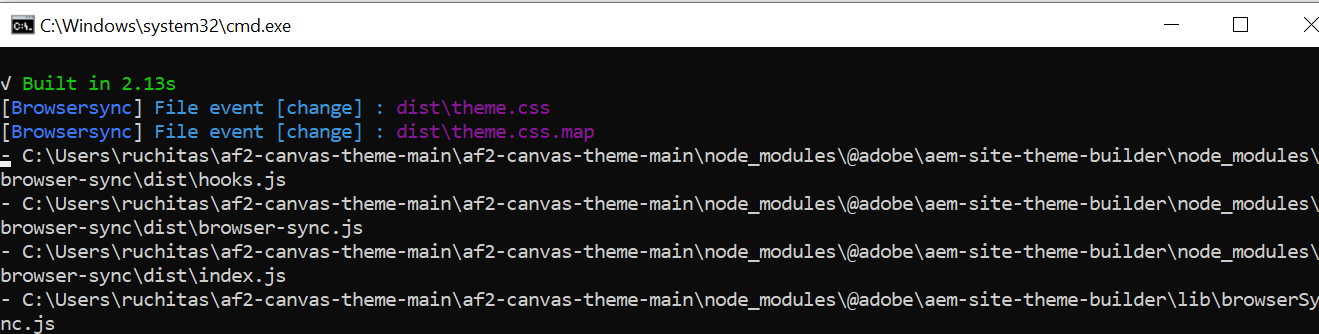 C:\Windows\system32\cmd.exe
√ Built in 2.13s
[Browsersync] File event [change] : dist\theme.css
[Browsersync] File event [change] : dist\theme.css.map
- C:\Users\ruchitas\af2-canvas-theme-main\af2-canvas-theme-main\node_modules\@adobe\aem-site-theme-builder\node_modules\
browser-sync\dist\hooks.js
- C:\Users\ruchitas\af2-canvas-theme-main\af2-canvas-theme-main\node_modules\@adobe\aem-site-theme-builder\node_modules\
browser-sync\dist\browser-sync.js
- C:\Users\ruchitas\af2-canvas-theme-main\af2-canvas-theme-main\node_modules\@adobe\aem-site-theme-builder\node_modules\
browser-sync\dist\index.js
- C:\Users\ruchitas\af2-canvas-theme-main\af2-canvas-theme-main\node_modules\@adobe\aem-site-theme-builder\lib\browserSy
nc.js